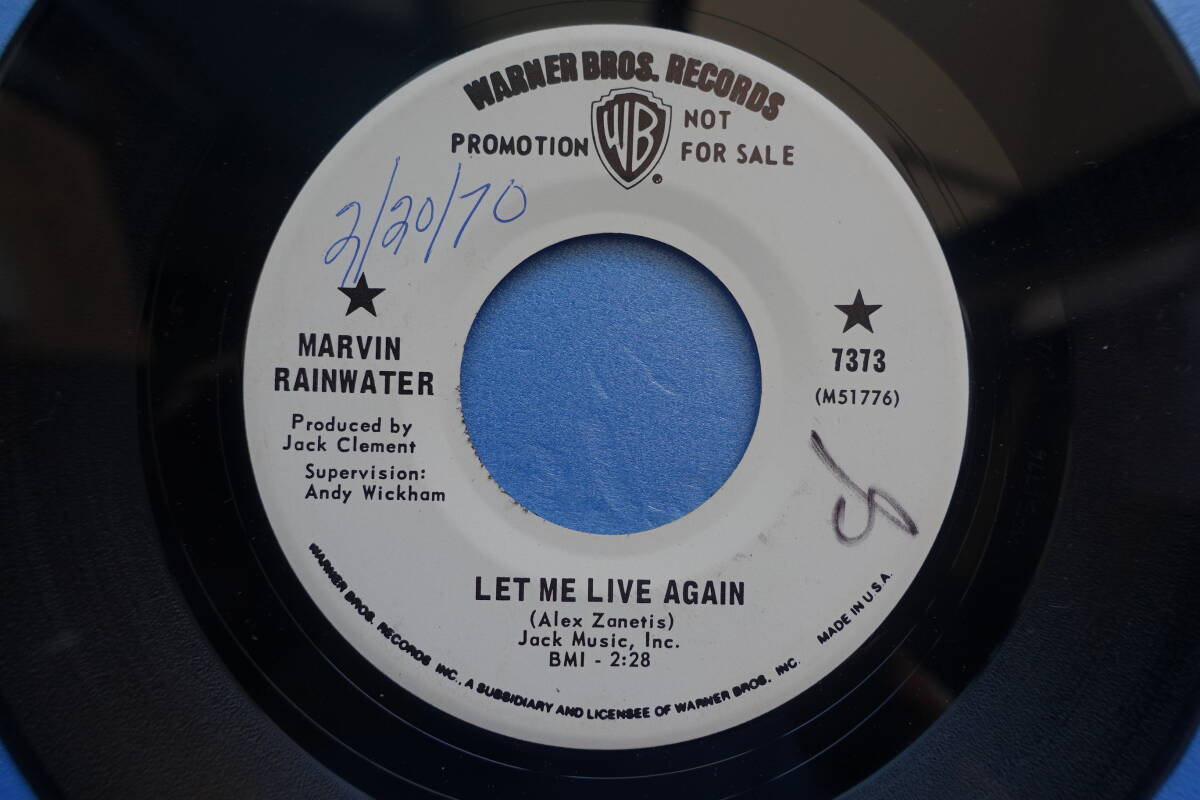 WARNER BROS. RECORDS
PROMOTION WB NOT
FOR SALE
2/20/70
MARVIN
RAINWATER
Produced by
Jack Clement
Supervision:
Andy Wickham
7373
(M51776)
LET ME LIVE AGAIN
(Alex Zanetis)
Jack Music, Inc.
BMI - 2:28
WARNER BROS. RECORDS INC., A SUBSIDIARY AND LICENSEE OF WARNER BROS. INC. MADE IN U.S.A.